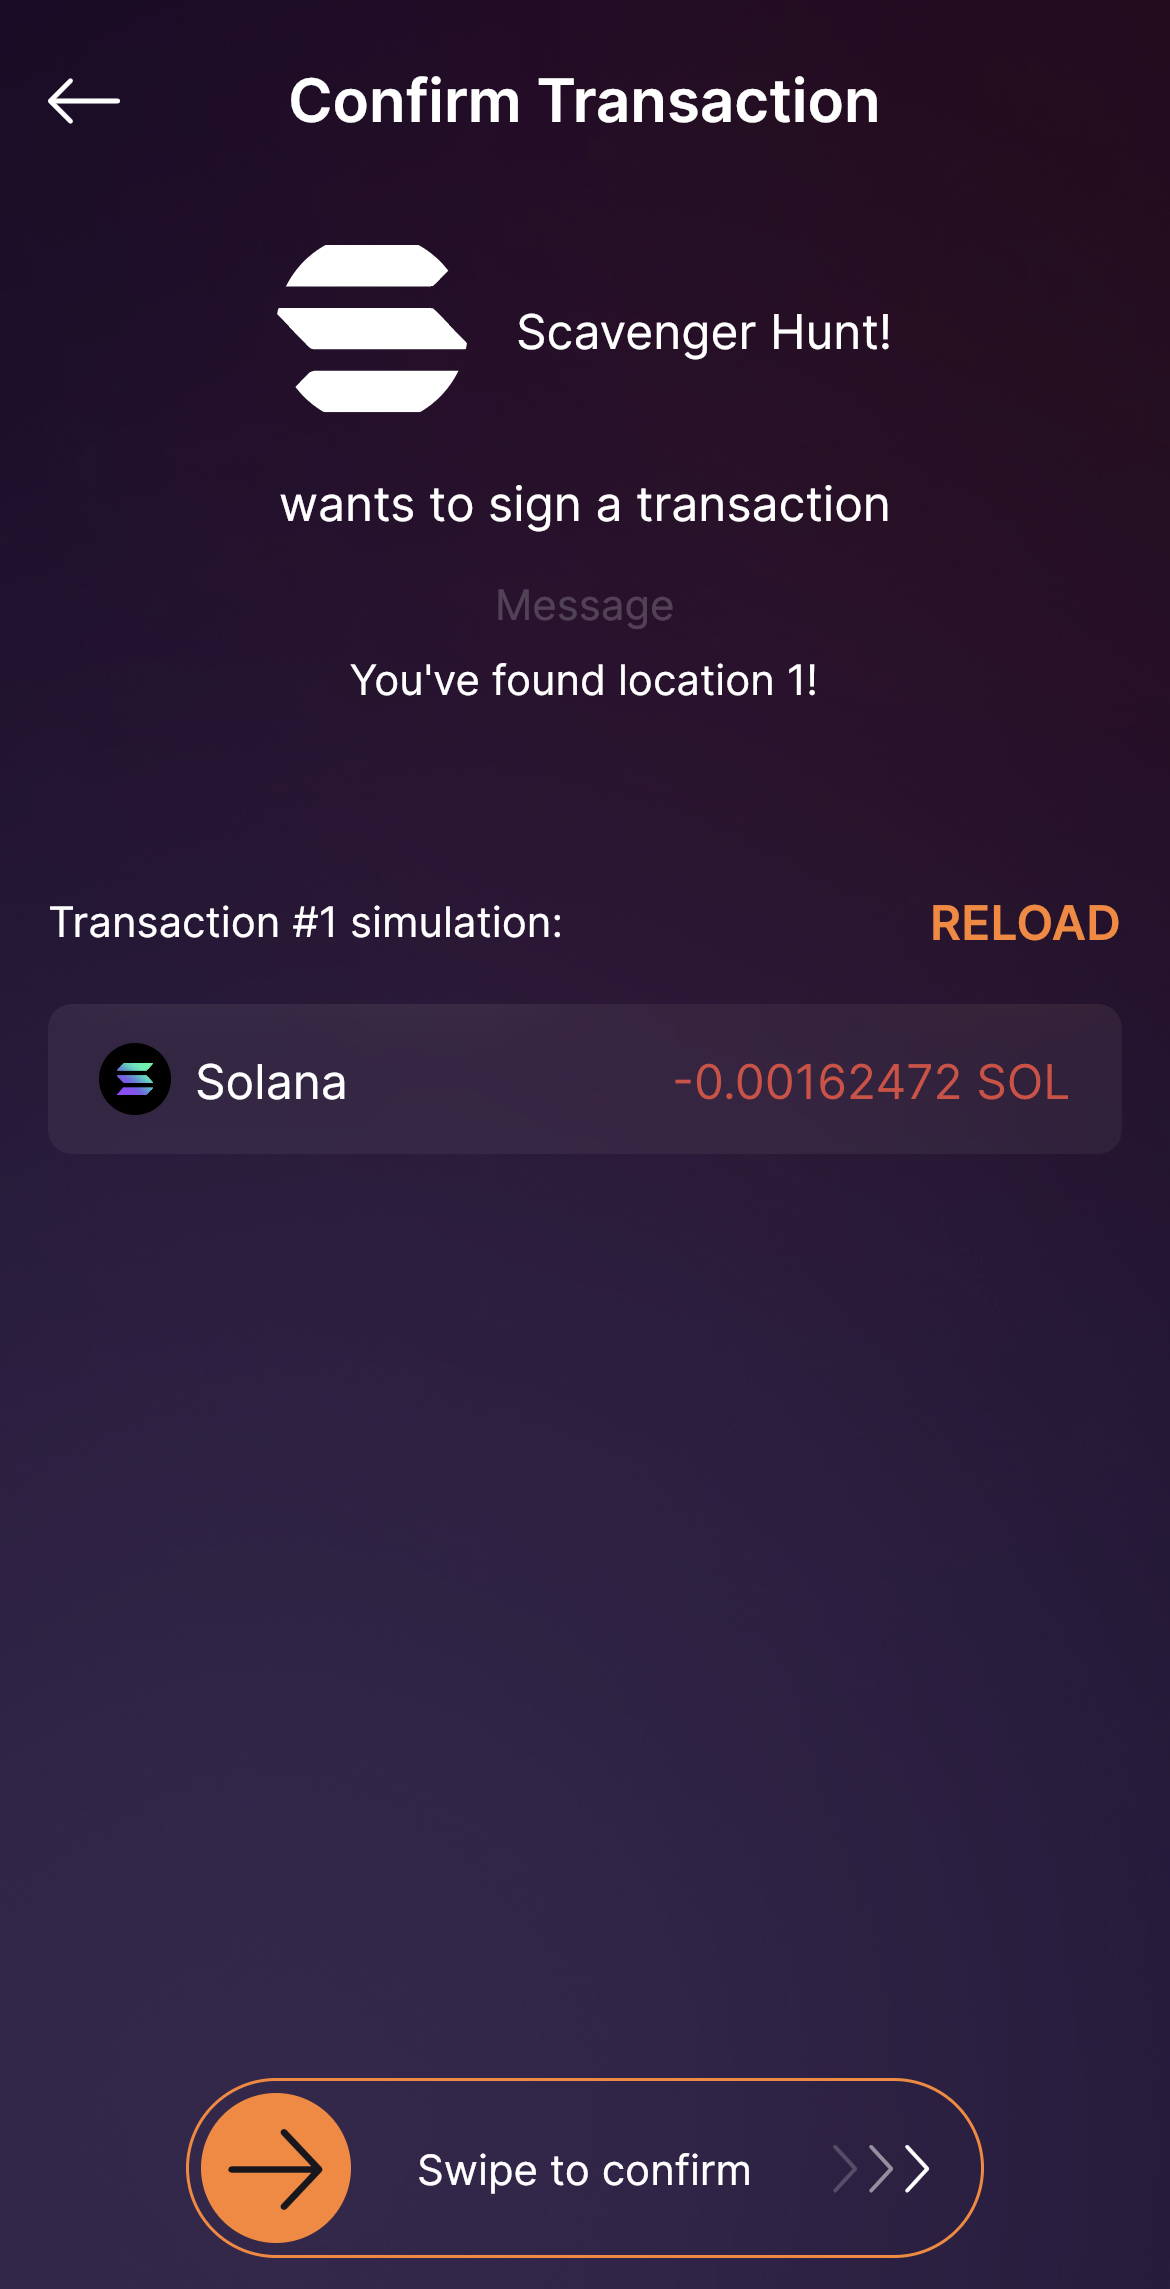 Confirm Transaction
Scavenger Hunt!
wants to sign a transaction
Message
You've found location 1!
Transaction #1 simulation:
RELOAD
Solana
-0.00162472 SOL
Swipe to confirm